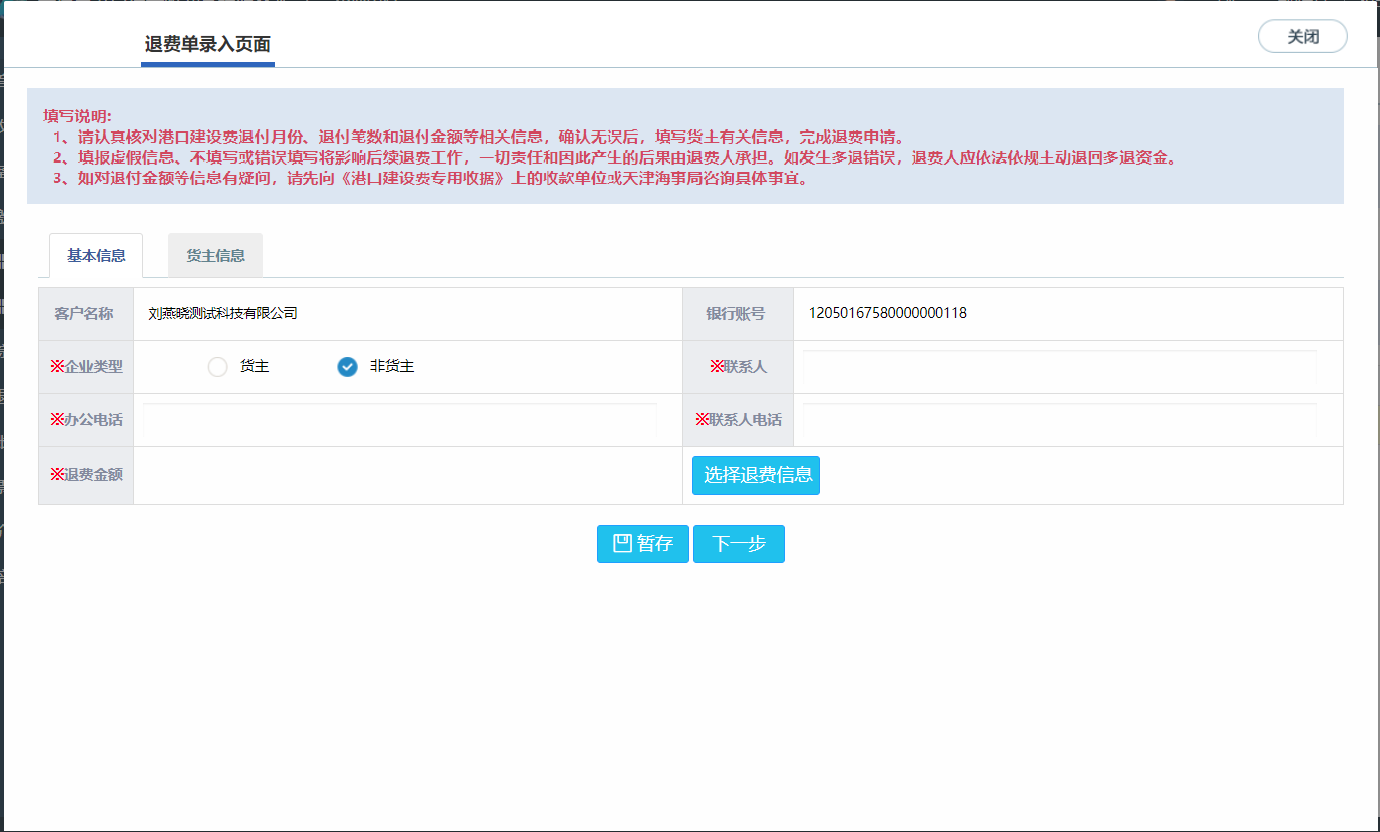 退费单录入页面
关闭
填写说明:
1、请认真核对港口建设费退付月份、退付笔数和退付金额等相关信息，确认无误后，填写货主有关信息，完成退费申请。
2、填报虚假信息、不填写或错误填写将影响后续退费工作，一切责任和因此产生的后果由退费人承担。如发生多退错误，退费人应依法依规主动退回多退资金。
3、如对退付金额等信息有疑问，请先向《港口建设费专用收据》上的收款单位或天津海事局咨询具体事宜。
基本信息 货主信息
客户名称 刘燕晓测试科技有限公司 银行账号 12050167580000000118
※企业类型 货主 非货主 ※联系人
※办公电话 ※联系人电话
※退费金额 选择退费信息
暂存 下一步